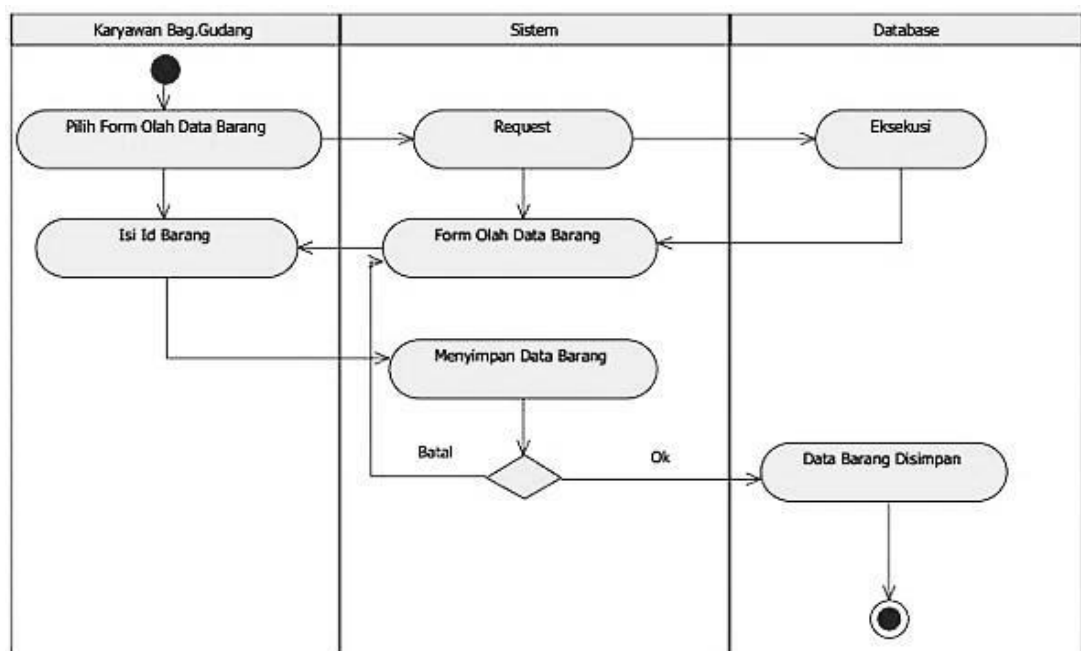 Karyawan Bag.Gudang
Sistem
Database
Pilih Form Olah Data Barang
Request
Eksekusi
Isi Id Barang
Form Olah Data Barang
Menyimpan Data Barang
Batal
Ok
Data Barang Disimpan